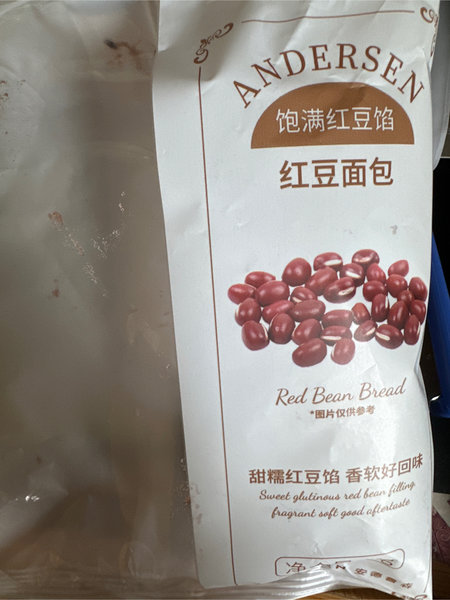 ANDERSEN
饱满红豆馅
红豆面包
Red Bean Bread
*图片仅供参考
甜糯红豆馅 香软好回味
Sweet glutinous red bean filling
fragrant soft good aftertaste